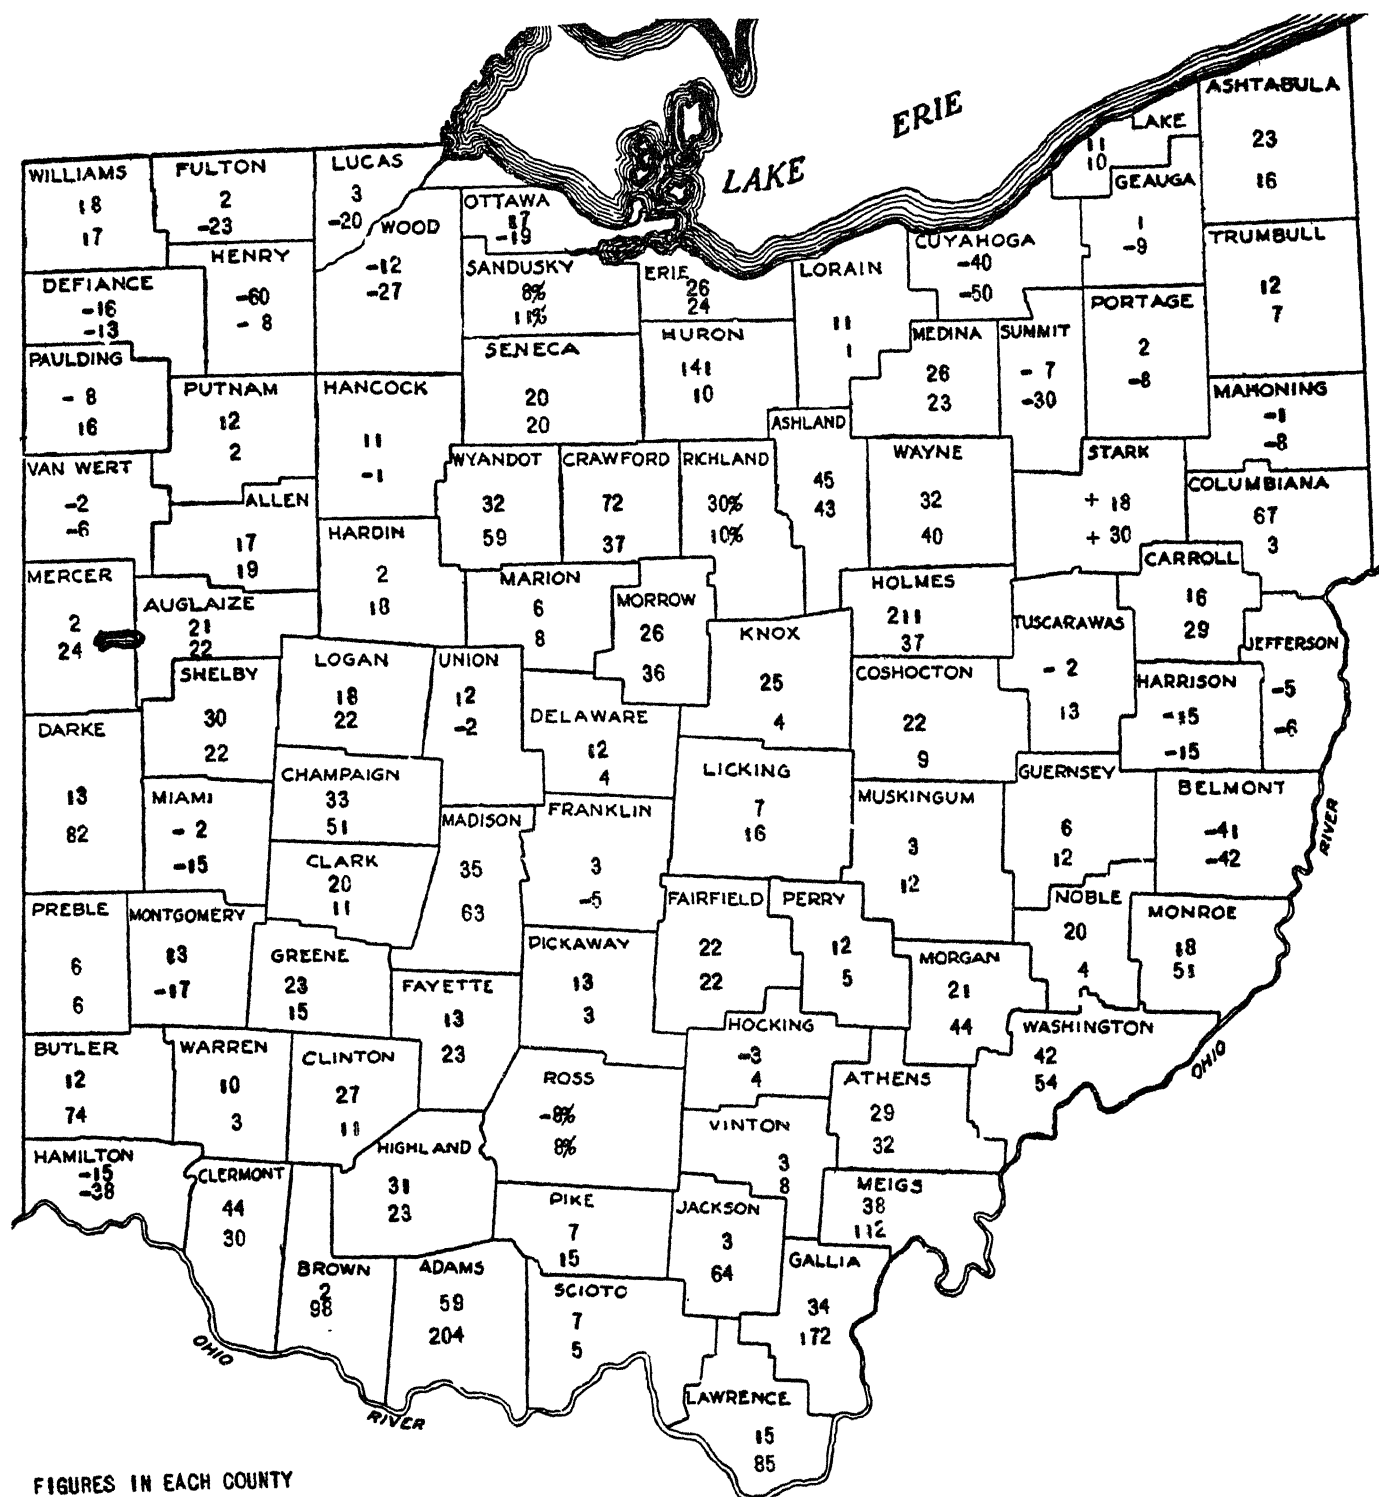 ERIE
LAKE
ASHTABULA
23
16
LAKE
11
10
GEAUGA
1
-9
WILLIAMS
18
17
FULTON
2
-23
LUCAS
3
-20
WOOD
-12
-27
OTTAWA
17
-19
HENRY
-60
- 8
DEFIANCE
-16
-13
SANDUSKY
8%
11%
ERIE
26
24
LORAIN
11
1
CUYAHOGA
-40
-50
TRUMBULL
12
7
PORTAGE
2
-8
MEDINA
26
23
SUMMIT
- 7
-30
HURON
141
10
SENECA
20
20
PAULDING
- 8
16
PUTNAM
12
2
HANCOCK
11
-1
MAHONING
-1
-8
ASHLAND
45
43
WAYNE
32
40
STARK
+ 18
+ 30
COLUMBIANA
67
3
VAN WERT
-2
-6
ALLEN
17
19
WYANDOT
32
59
CRAWFORD
72
37
RICHLAND
30%
10%
HARDIN
2
18
MERCER
2
24
AUGLAIZE
21
22
MARION
6
8
MORROW
26
36
HOLMES
211
37
CARROLL
16
29
TUSCARAWAS
- 2
13
JEFFERSON
-5
-6
KNOX
25
4
COSHOCTON
22
9
HARRISON
-15
-15
SHELBY
30
22
LOGAN
18
22
UNION
12
-2
DELAWARE
12
4
DARKE
13
82
MIAMI
- 2
-15
CHAMPAIGN
33
51
LICKING
7
16
MUSKINGUM
3
12
GUERNSEY
6
12
BELMONT
-41
-42
RIVER
MADISON
35
63
FRANKLIN
3
-5
CLARK
20
11
PREBLE
6
6
MONTGOMERY
13
-17
GREENE
23
15
FAYETTE
13
23
PICKAWAY
13
3
FAIRFIELD
22
22
PERRY
12
5
NOBLE
20
4
MONROE
18
51
MORGAN
21
44
WASHINGTON
42
54
OHIO
HOCKING
-3
4
ATHENS
29
32
BUTLER
12
74
WARREN
10
3
CLINTON
27
11
ROSS
-8%
8%
VINTON
3
8
HIGHLAND
31
23
HAMILTON
-15
-38
CLERMONT
44
30
PIKE
7
15
JACKSON
3
64
MEIGS
38
112
GALLIA
34
172
BROWN
2
98
ADAMS
59
204
SCIOTO
7
5
OHIO
RIVER
LAWRENCE
15
85
FIGURES IN EACH COUNTY